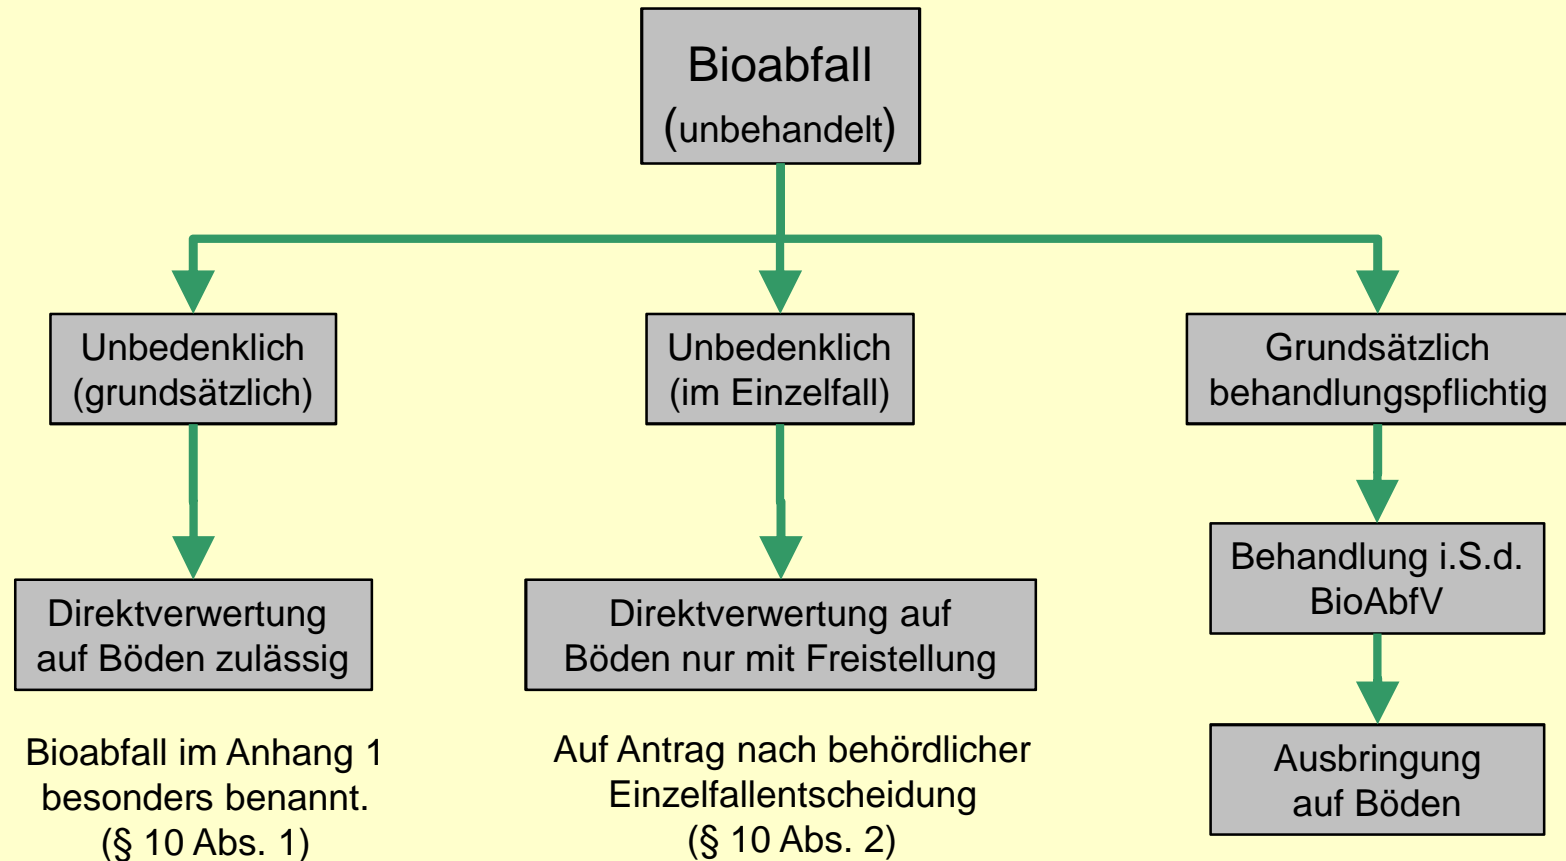 Bioabfall
(unbehandelt)
Unbedenklich
(grundsätzlich)
Unbedenklich
(im Einzelfall)
Grundsätzlich
behandlungspflichtig
Direktverwertung
auf Böden zulässig
Direktverwertung auf
Böden nur mit Freistellung
Behandlung i.S.d.
BioAbfV
Bioabfall im Anhang 1
besonders benannt.
(§ 10 Abs. 1)
Auf Antrag nach behördlicher
Einzelfallentscheidung
(§ 10 Abs. 2)
Ausbringung
auf Böden